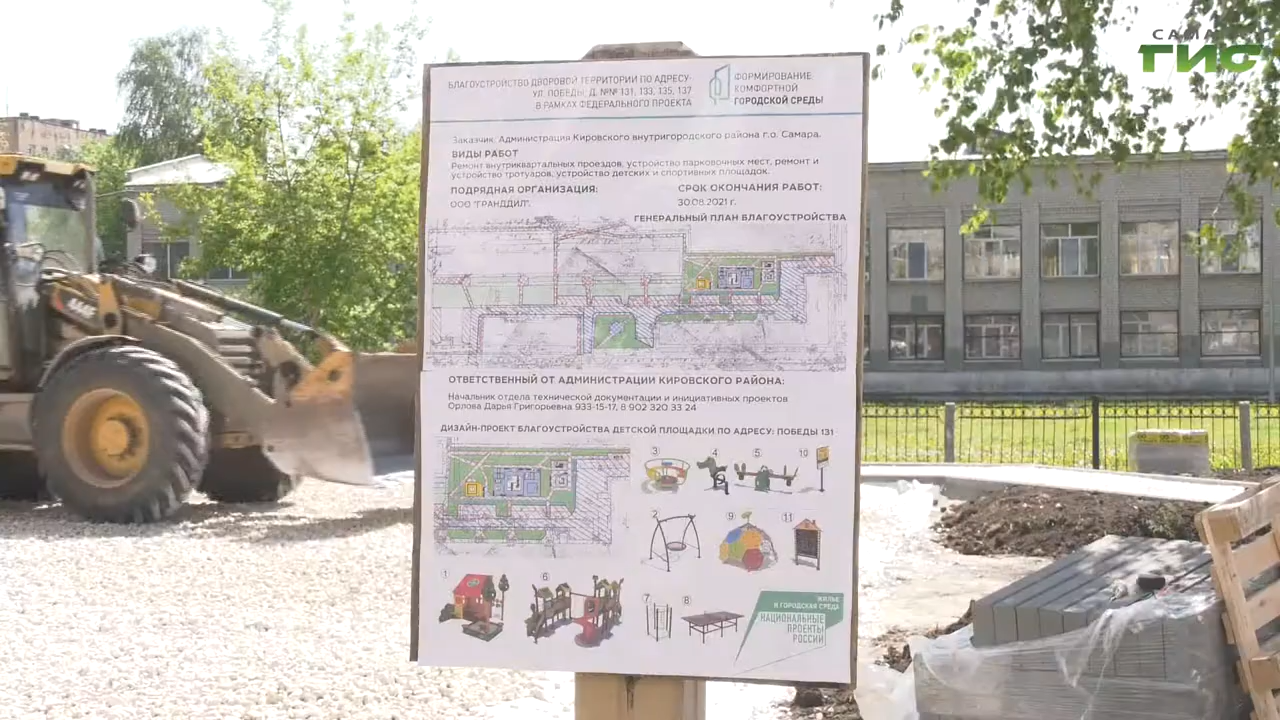 БЛАГОУСТРОЙСТВО ДВОРОВОЙ ТЕРРИТОРИИ ПО АДРЕСУ:
УЛ. ПОБЕДЫ, Д. №№ 131, 133, 135, 137
В РАМКАХ ФЕДЕРАЛЬНОГО ПРОЕКТА
ФОРМИРОВАНИЕ
КОМФОРТНОЙ
ГОРОДСКОЙ СРЕДЫ
Заказчик: Администрация Кировского внутригородского района г.о. Самара.
ВИДЫ РАБОТ
Ремонт внутриквартальных проездов, устройство парковочных мест, ремонт и
устройство тротуаров, устройство детских и спортивных площадок.
ПОДРЯДНАЯ ОРГАНИЗАЦИЯ:
ООО "ГРАНДДИЛ".
СРОК ОКОНЧАНИЯ РАБОТ:
30.08.2021 г.
ГЕНЕРАЛЬНЫЙ ПЛАН БЛАГОУСТРОЙСТВА
ОТВЕТСТВЕННЫЙ ОТ АДМИНИСТРАЦИИ КИРОВСКОГО РАЙОНА:
Начальник отдела технической документации и инициативных проектов
Орлова Дарья Григорьевна 933-15-17, 8 902 320 33 24
ДИЗАЙН-ПРОЕКТ БЛАГОУСТРОЙСТВА ДЕТСКОЙ ПЛОЩАДКИ ПО АДРЕСУ: ПОБЕДЫ 131
3 4 5 10
2 9 11
1 6
7 8
ЖИЛЬЕ
И ГОРОДСКАЯ СРЕДА
НАЦИОНАЛЬНЫЕ
ПРОЕКТЫ
РОССИИ
ГИС